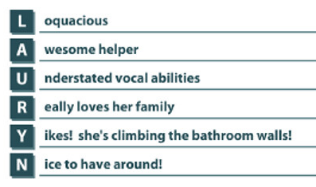 L oquacious
A wesome helper
U nderstated vocal abilities
R eally loves her family
Y ikes! she's climbing the bathroom walls!
N ice to have around!